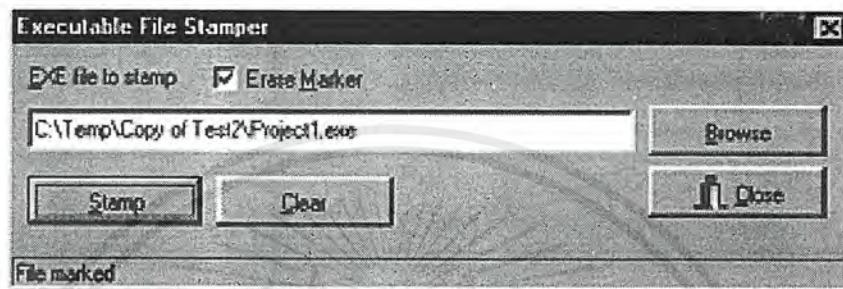 Executable File Stamper
EXE file to stamp Erase Marker
C:\Temp\Copy of Test2\Project1.exe
Browse
Stamp Clear Close
File marked